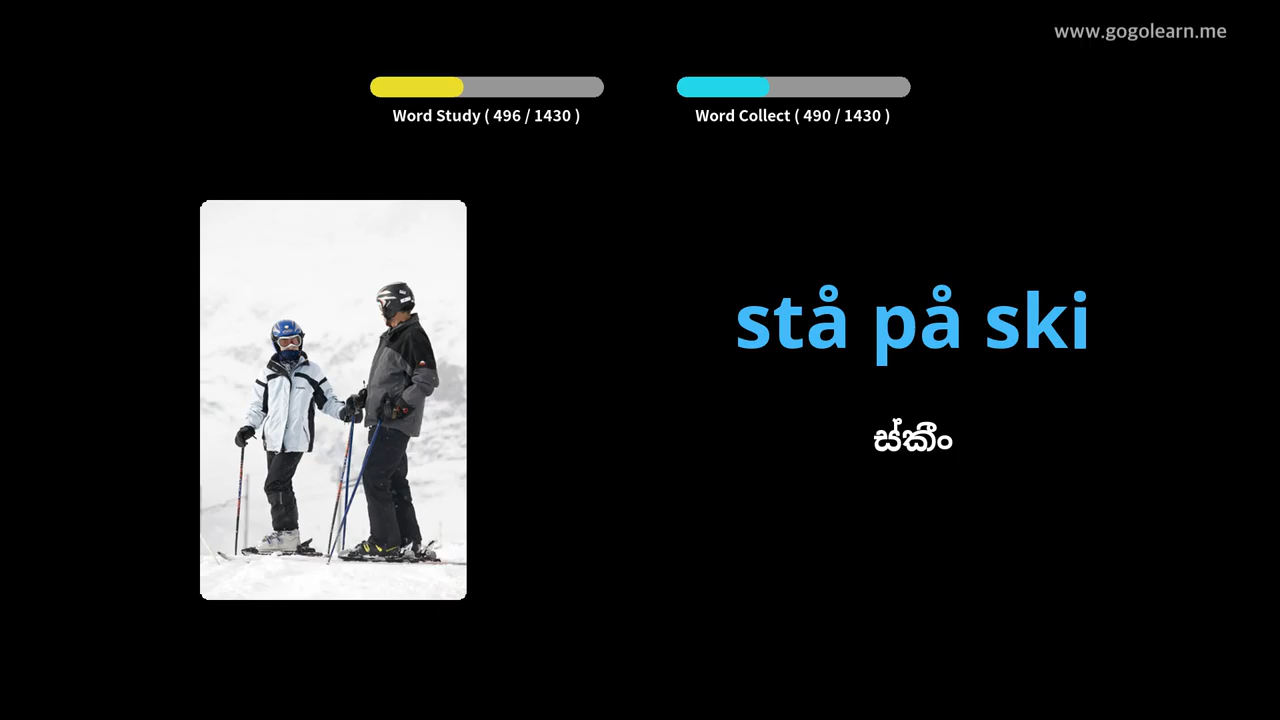 www.gogolearn.me
Word Study ( 496 / 1430 )
Word Collect ( 490 / 1430 )
stå på ski
ස්කීං